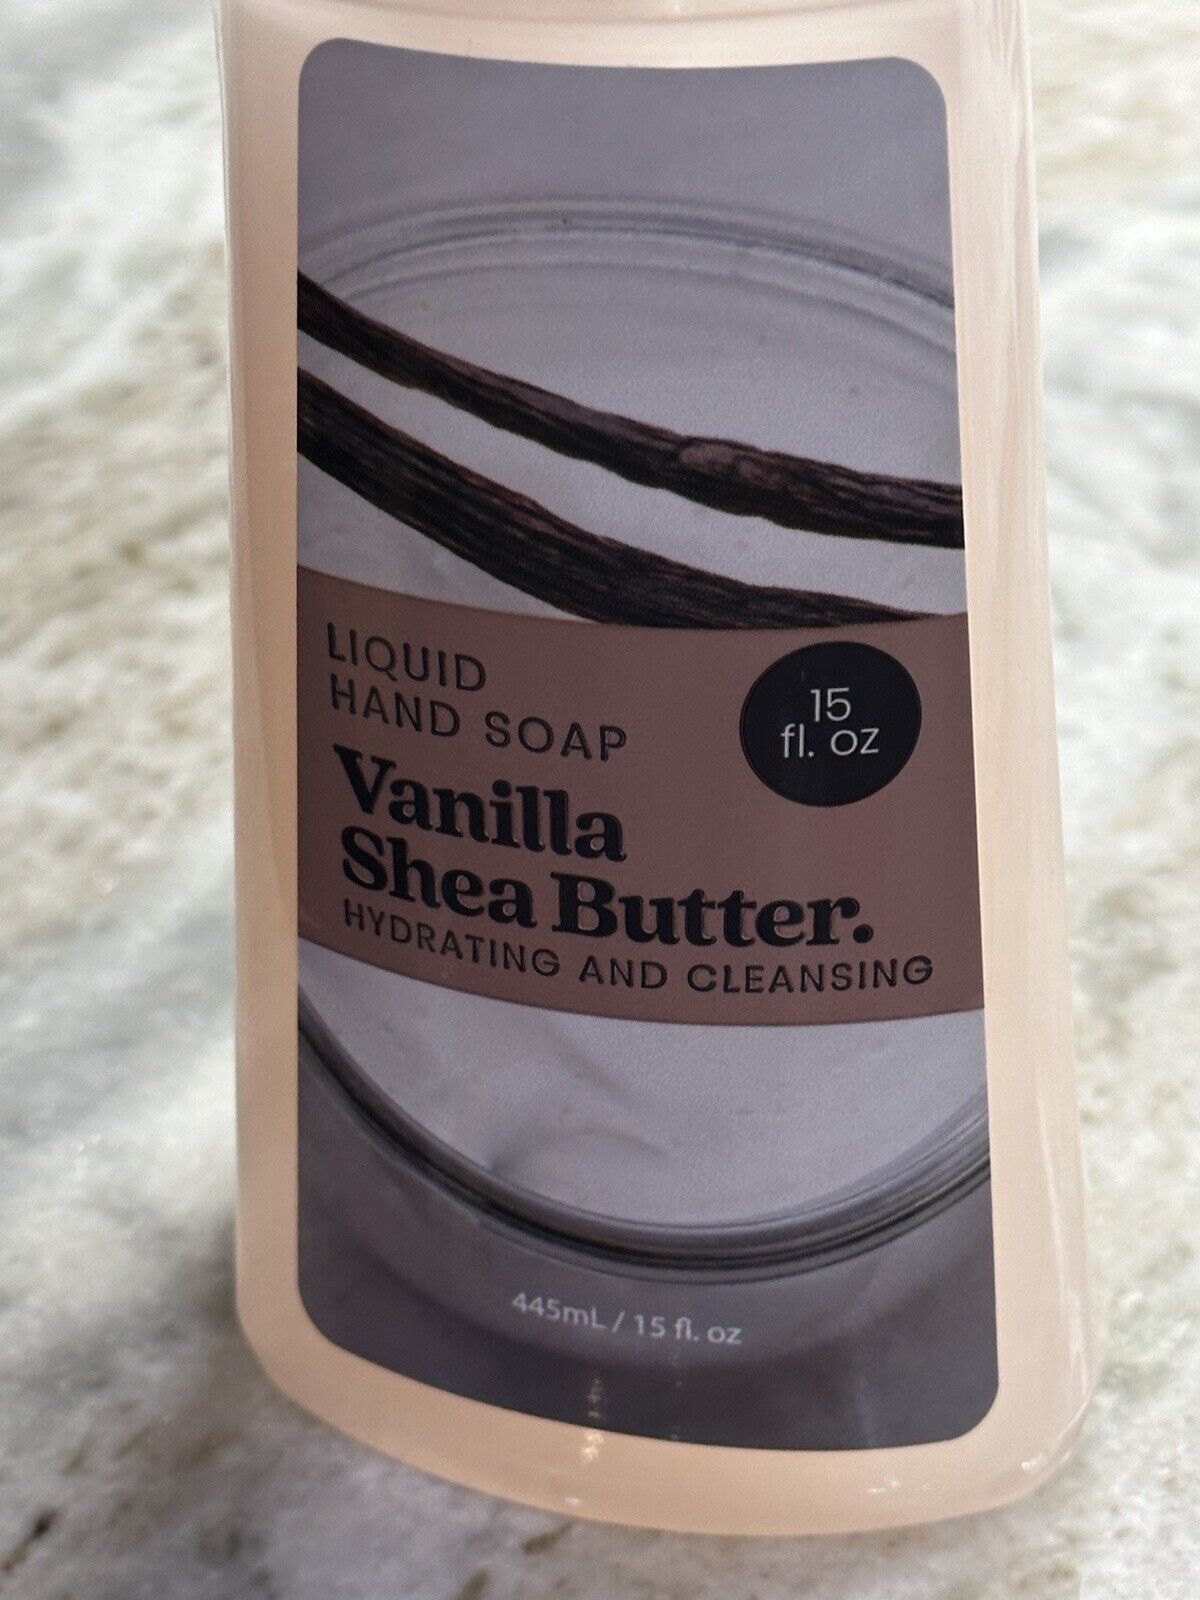 LIQUID
HAND SOAP
15
fl. oz
Vanilla
Shea Butter.
HYDRATING AND CLEANSING
445mL / 15 fl. oz